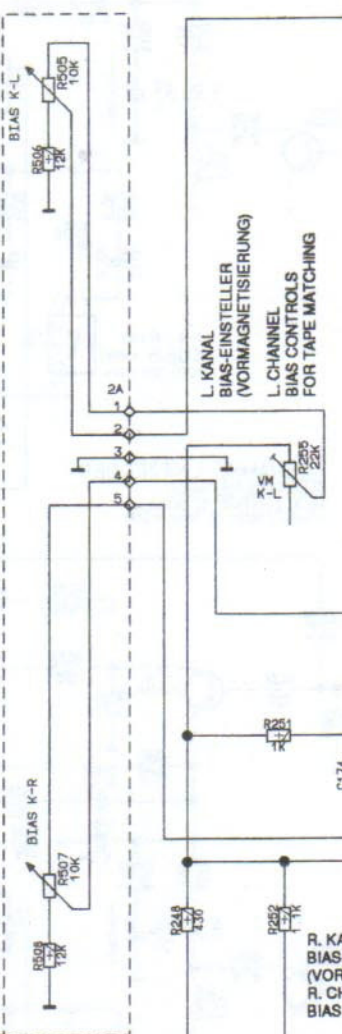 BIAS K-L
R505
10K
R506
12K
L. KANAL
BIAS-EINSTELLER
(VORMAGNETISIERUNG)
L. CHANNEL
BIAS CONTROLS
FOR TAPE MATCHING
2A
1
2
3
4
5
VM
K-L
R255
22K
R251
1K
C174
BIAS K-R
R507
10K
R508
12K
R248
430
R252
1.1K
R. KA
BIAS
(VOR
R. CH
BIAS